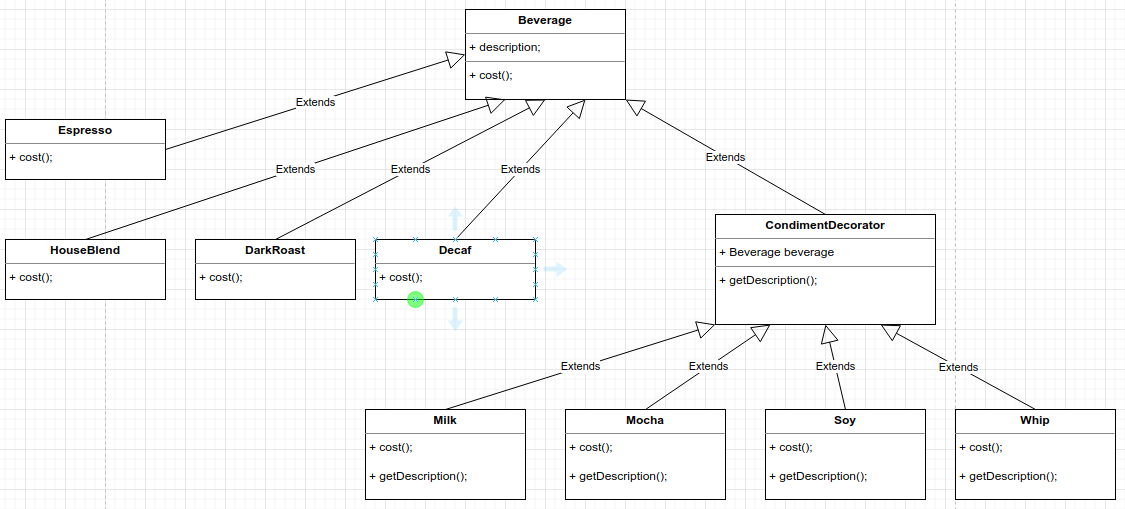 Beverage
+ description;
+ cost();
Extends
Espresso
+ cost();
Extends
Extends
Extends
Extends
HouseBlend
+ cost();
DarkRoast
+ cost();
Decaf
+ cost();
CondimentDecorator
+ Beverage beverage
+ getDescription();
Extends
Extends
Extends
Extends
Milk
+ cost();
+ getDescription();
Mocha
+ cost();
+ getDescription();
Soy
+ cost();
+ getDescription();
Whip
+ cost();
+ getDescription();